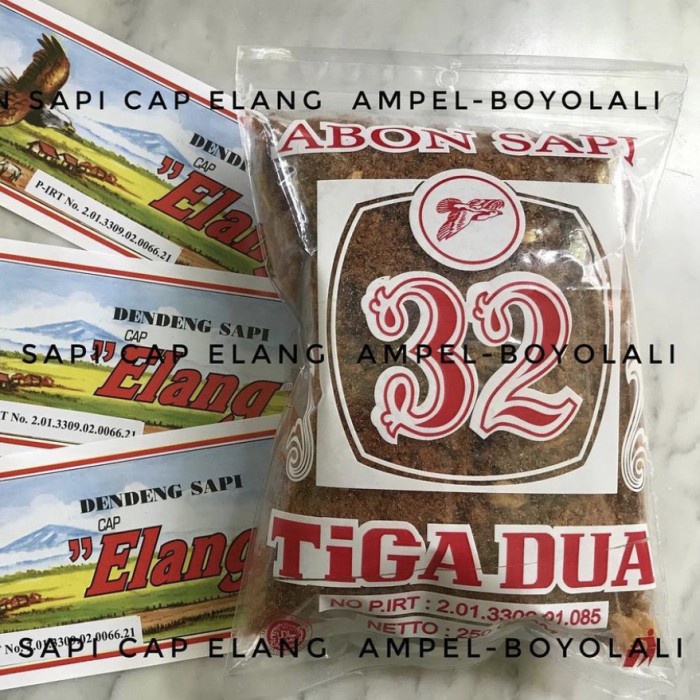 N SAPI CAP ELANG AMPEL-BOYOLALI
CAP
"Elang
P-IRT No. 2.01.3309.02.0066.21
SAPI CAP ELANG AMPEL-BOYOLALI
DENDENG SAPI
CAP
"Elang
No. 2.01.3309.02.0066.21
SAPI CAP ELANG AMPEL-BOYOLALI
DENDENG SAPI
CAP
"Elang
ABON SAPI
32
TiGA DUA
NO P.IRT : 2.01.3309.01.085
NETTO :